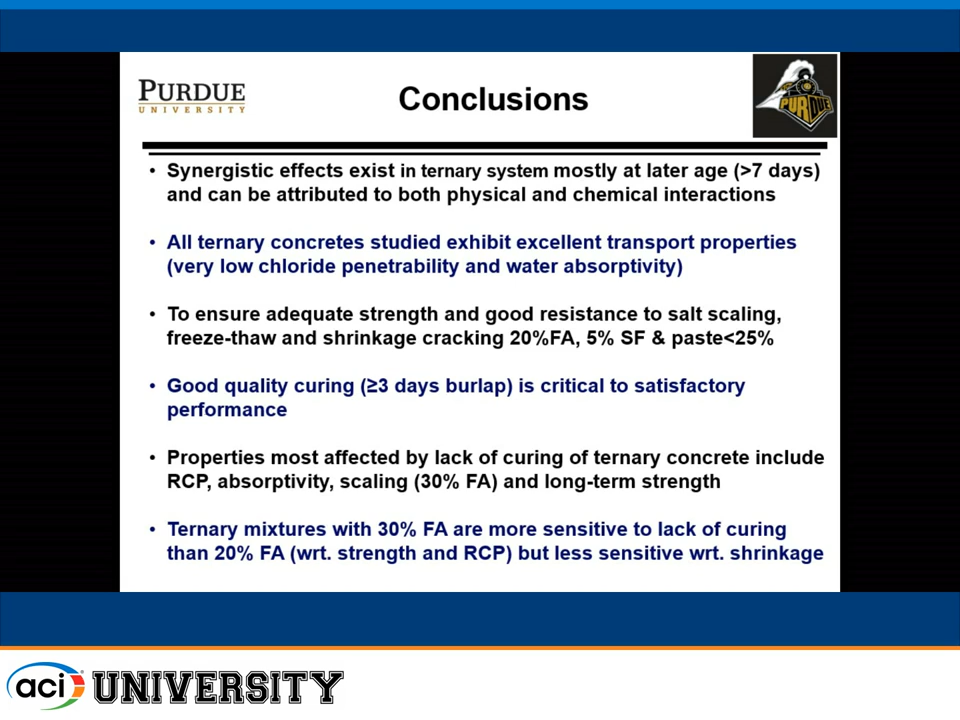 PURDUE
UNIVERSITY
Conclusions
PURDUE
• Synergistic effects exist in ternary system mostly at later age (>7 days)
and can be attributed to both physical and chemical interactions
• All ternary concretes studied exhibit excellent transport properties
(very low chloride penetrability and water absorptivity)
• To ensure adequate strength and good resistance to salt scaling,
freeze-thaw and shrinkage cracking 20%FA, 5% SF & paste<25%
• Good quality curing (≥3 days burlap) is critical to satisfactory
performance
• Properties most affected by lack of curing of ternary concrete include
RCP, absorptivity, scaling (30% FA) and long-term strength
• Ternary mixtures with 30% FA are more sensitive to lack of curing
than 20% FA (wrt. strength and RCP) but less sensitive wrt. shrinkage
aci UNIVERSITY